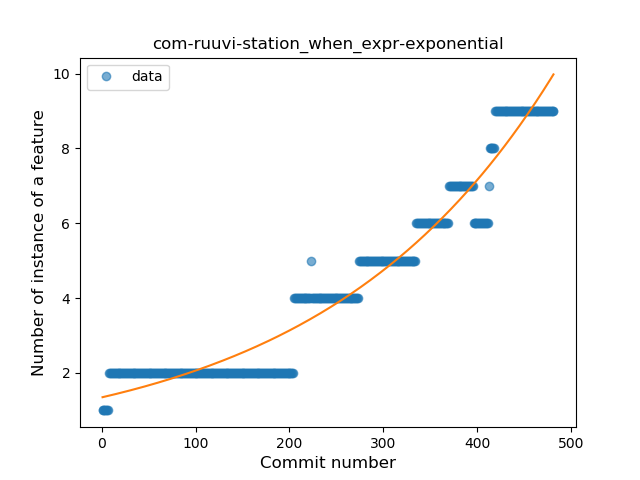 com-ruuvi-station_when_expr-exponential
data
Number of instance of a feature
10
8
6
4
2
0 100 200 300 400 500
Commit number